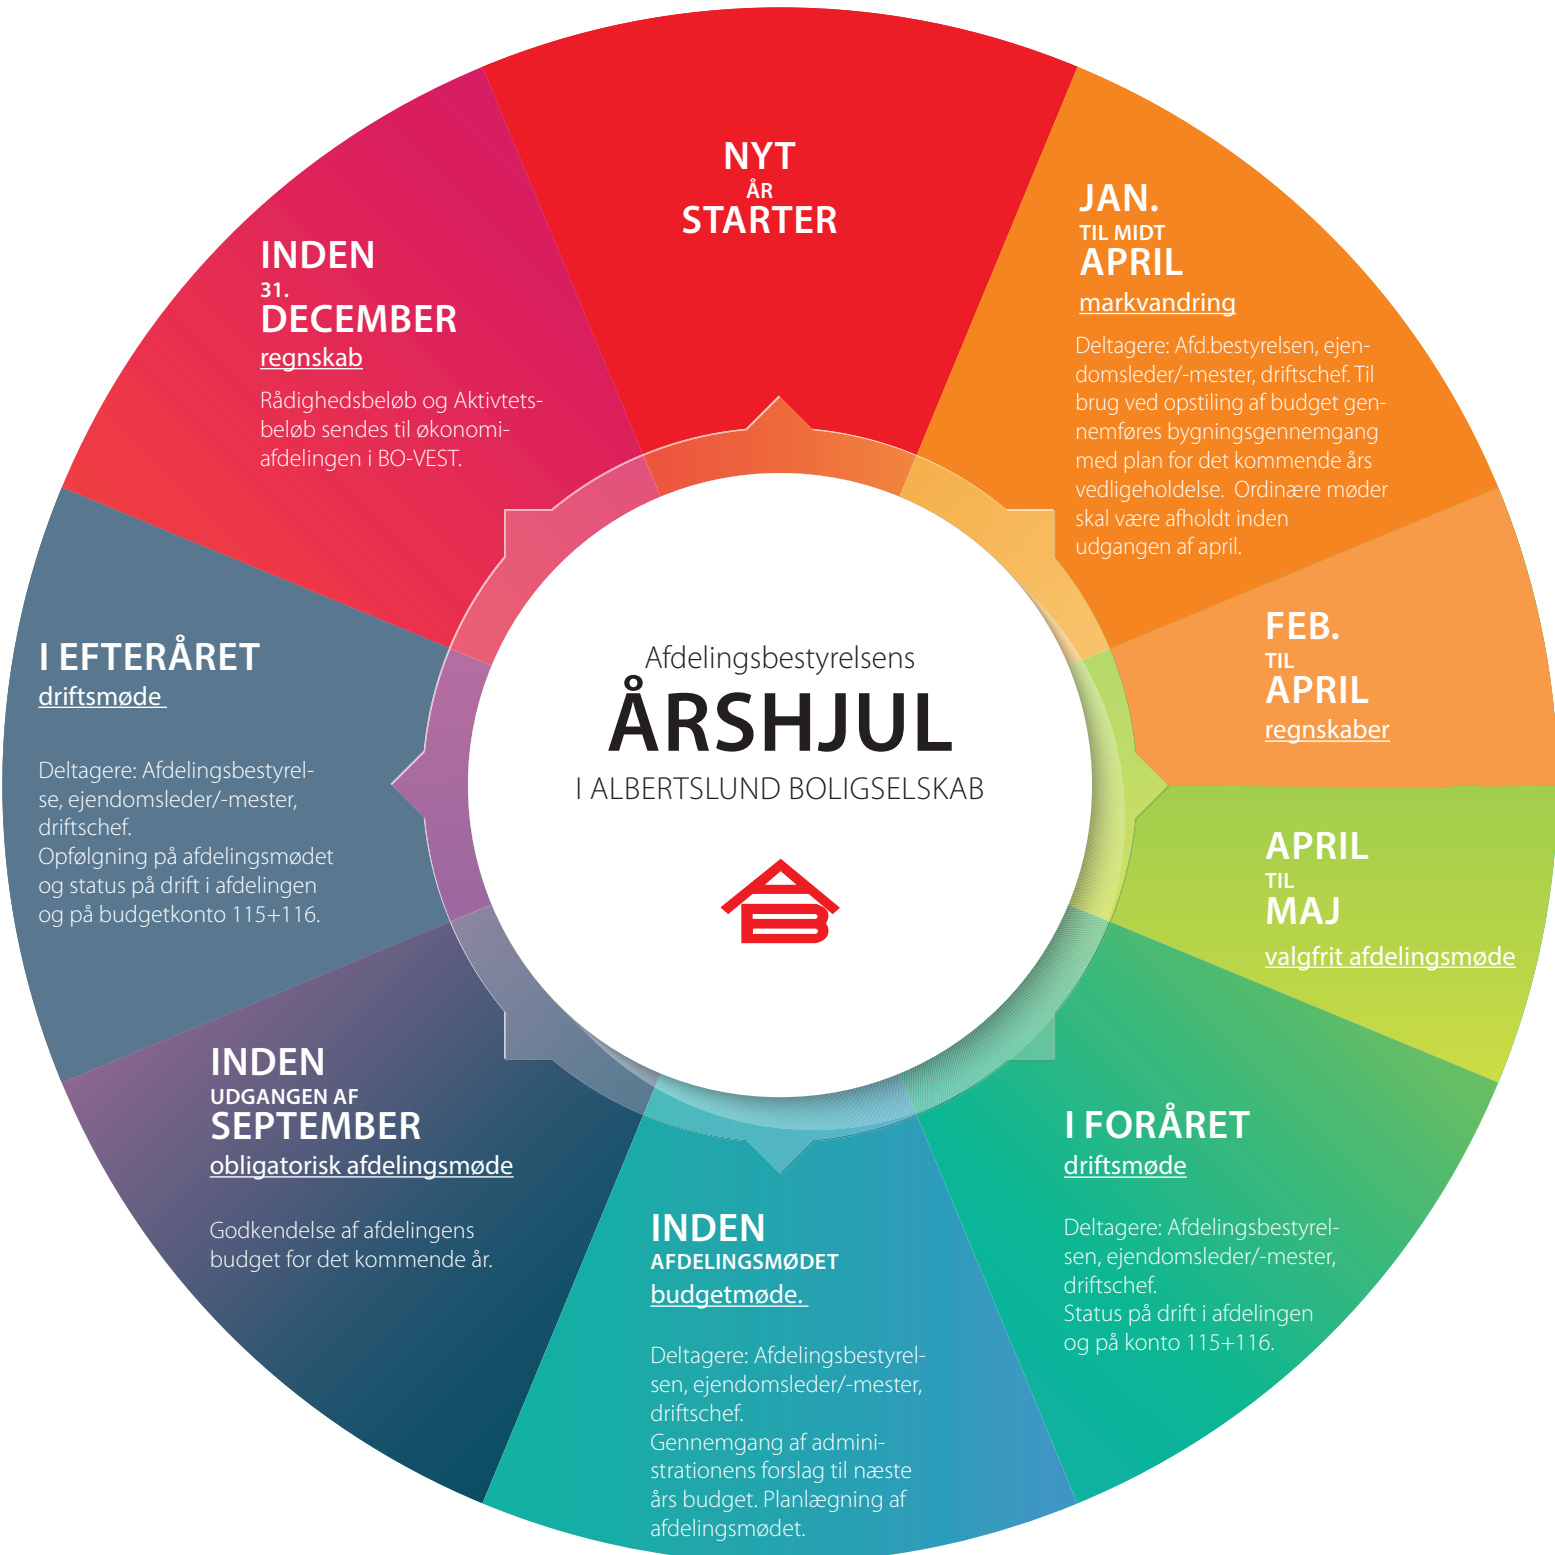 NYT
ÅR
STARTER
JAN.
TIL MIDT
APRIL
markvandring
Deltagere: Afd.bestyrelsen, ejen-
domsleder/-mester, driftschef. Til
brug ved opstiling af budget gen-
nemføres bygningsgennemgang
med plan for det kommende års
vedligeholdelse.  Ordinære møder
skal være afholdt inden
udgangen af april.
FEB.
TIL
APRIL
regnskaber
APRIL
TIL
MAJ
valgfrit afdelingsmøde
I FORÅRET
driftsmøde
Deltagere: Afdelingsbestyrel-
sen, ejendomsleder/-mester,
driftschef.
Status på drift i afdelingen
og på konto 115+116.
INDEN
AFDELINGSMØDET
budgetmøde.
Deltagere: Afdelingsbestyrel-
sen, ejendomsleder/-mester,
driftschef.
Gennemgang af admini-
strationens forslag til næste
års budget. Planlægning af
afdelingsmødet.
INDEN
UDGANGEN AF
SEPTEMBER
obligatorisk afdelingsmøde
Godkendelse af afdelingens
budget for det kommende år.
I EFTERÅRET
driftsmøde
Deltagere: Afdelingsbestyrel-
se, ejendomsleder/-mester,
driftschef.
Opfølgning på afdelingsmødet
og status på drift i afdelingen
og på budgetkonto 115+116.
INDEN
31.
DECEMBER
regnskab
Rådighedsbeløb og Aktivtets-
beløb sendes til økonomi-
afdelingen i BO-VEST.
Afdelingsbestyrelsens
ÅRSHJUL
I ALBERTSLUND BOLIGSELSKAB